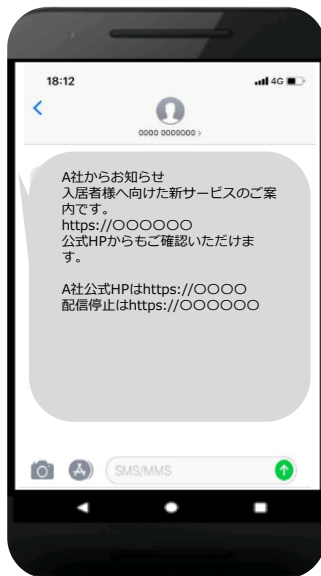 18:12
4G
0000 0000000 >
A社からお知らせ
入居者様へ向けた新サービスのご案
内です。
https://〇〇〇〇〇〇
公式HPからもご確認いただけま
す。
A社公式HPはhttps://〇〇〇〇
配信停止はhttps://〇〇〇〇〇〇
SMS/MMS